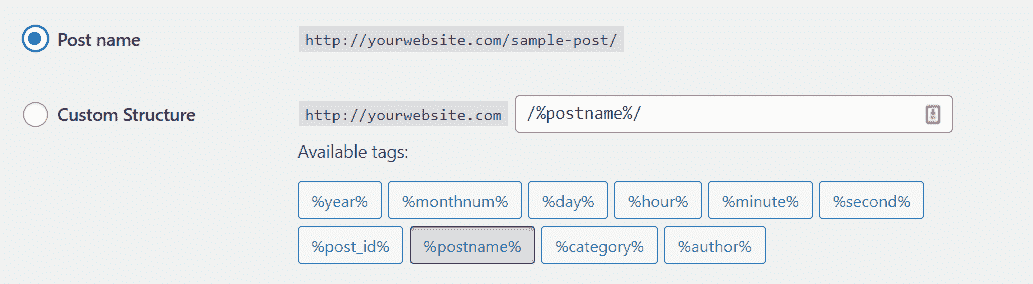 Post name http://yourwebsite.com/sample-post/
Custom Structure http://yourwebsite.com /%postname%/
Available tags:
%year% %monthnum% %day% %hour% %minute% %second%
%post_id% %postname% %category% %author%